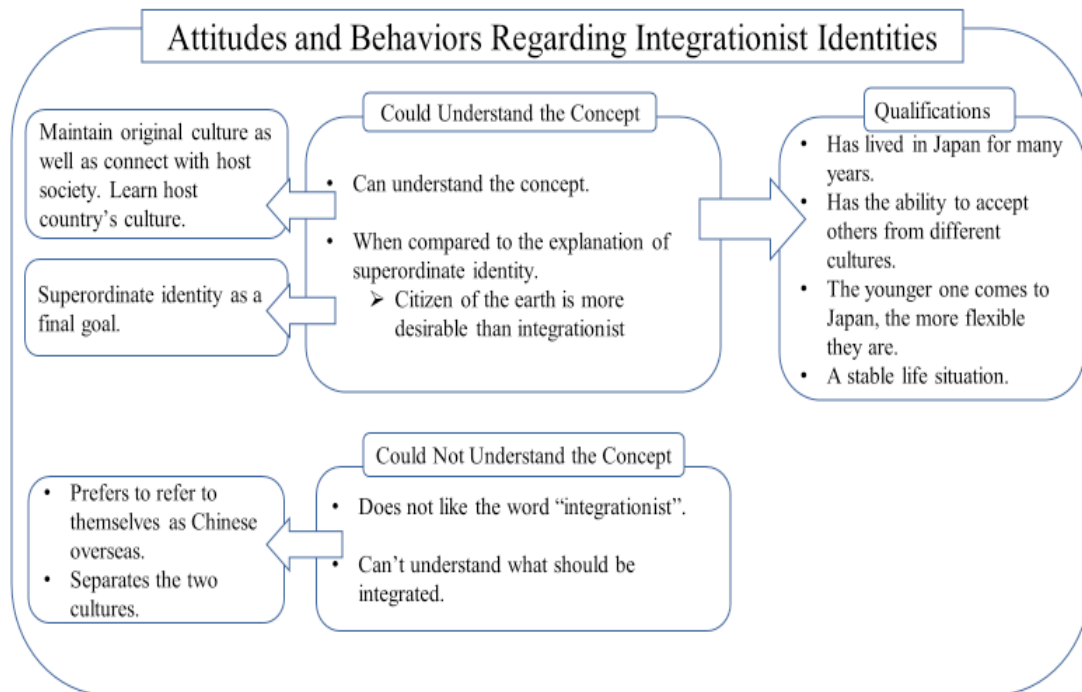 Attitudes and Behaviors Regarding Integrationist Identities
Maintain original culture as
well as connect with host
society. Learn host
country's culture.
Superordinate identity as a
final goal.
Could Understand the Concept
• Can understand the concept.
• When compared to the explanation of
superordinate identity.
➤ Citizen of the earth is more
desirable than integrationist
Qualifications
• Has lived in Japan for many
years.
• Has the ability to accept
others from different
cultures.
• The younger one comes to
Japan, the more flexible
they are.
• A stable life situation.
• Prefers to refer to
themselves as Chinese
overseas.
• Separates the two
cultures.
Could Not Understand the Concept
• Does not like the word “integrationist”.
• Can't understand what should be
integrated.